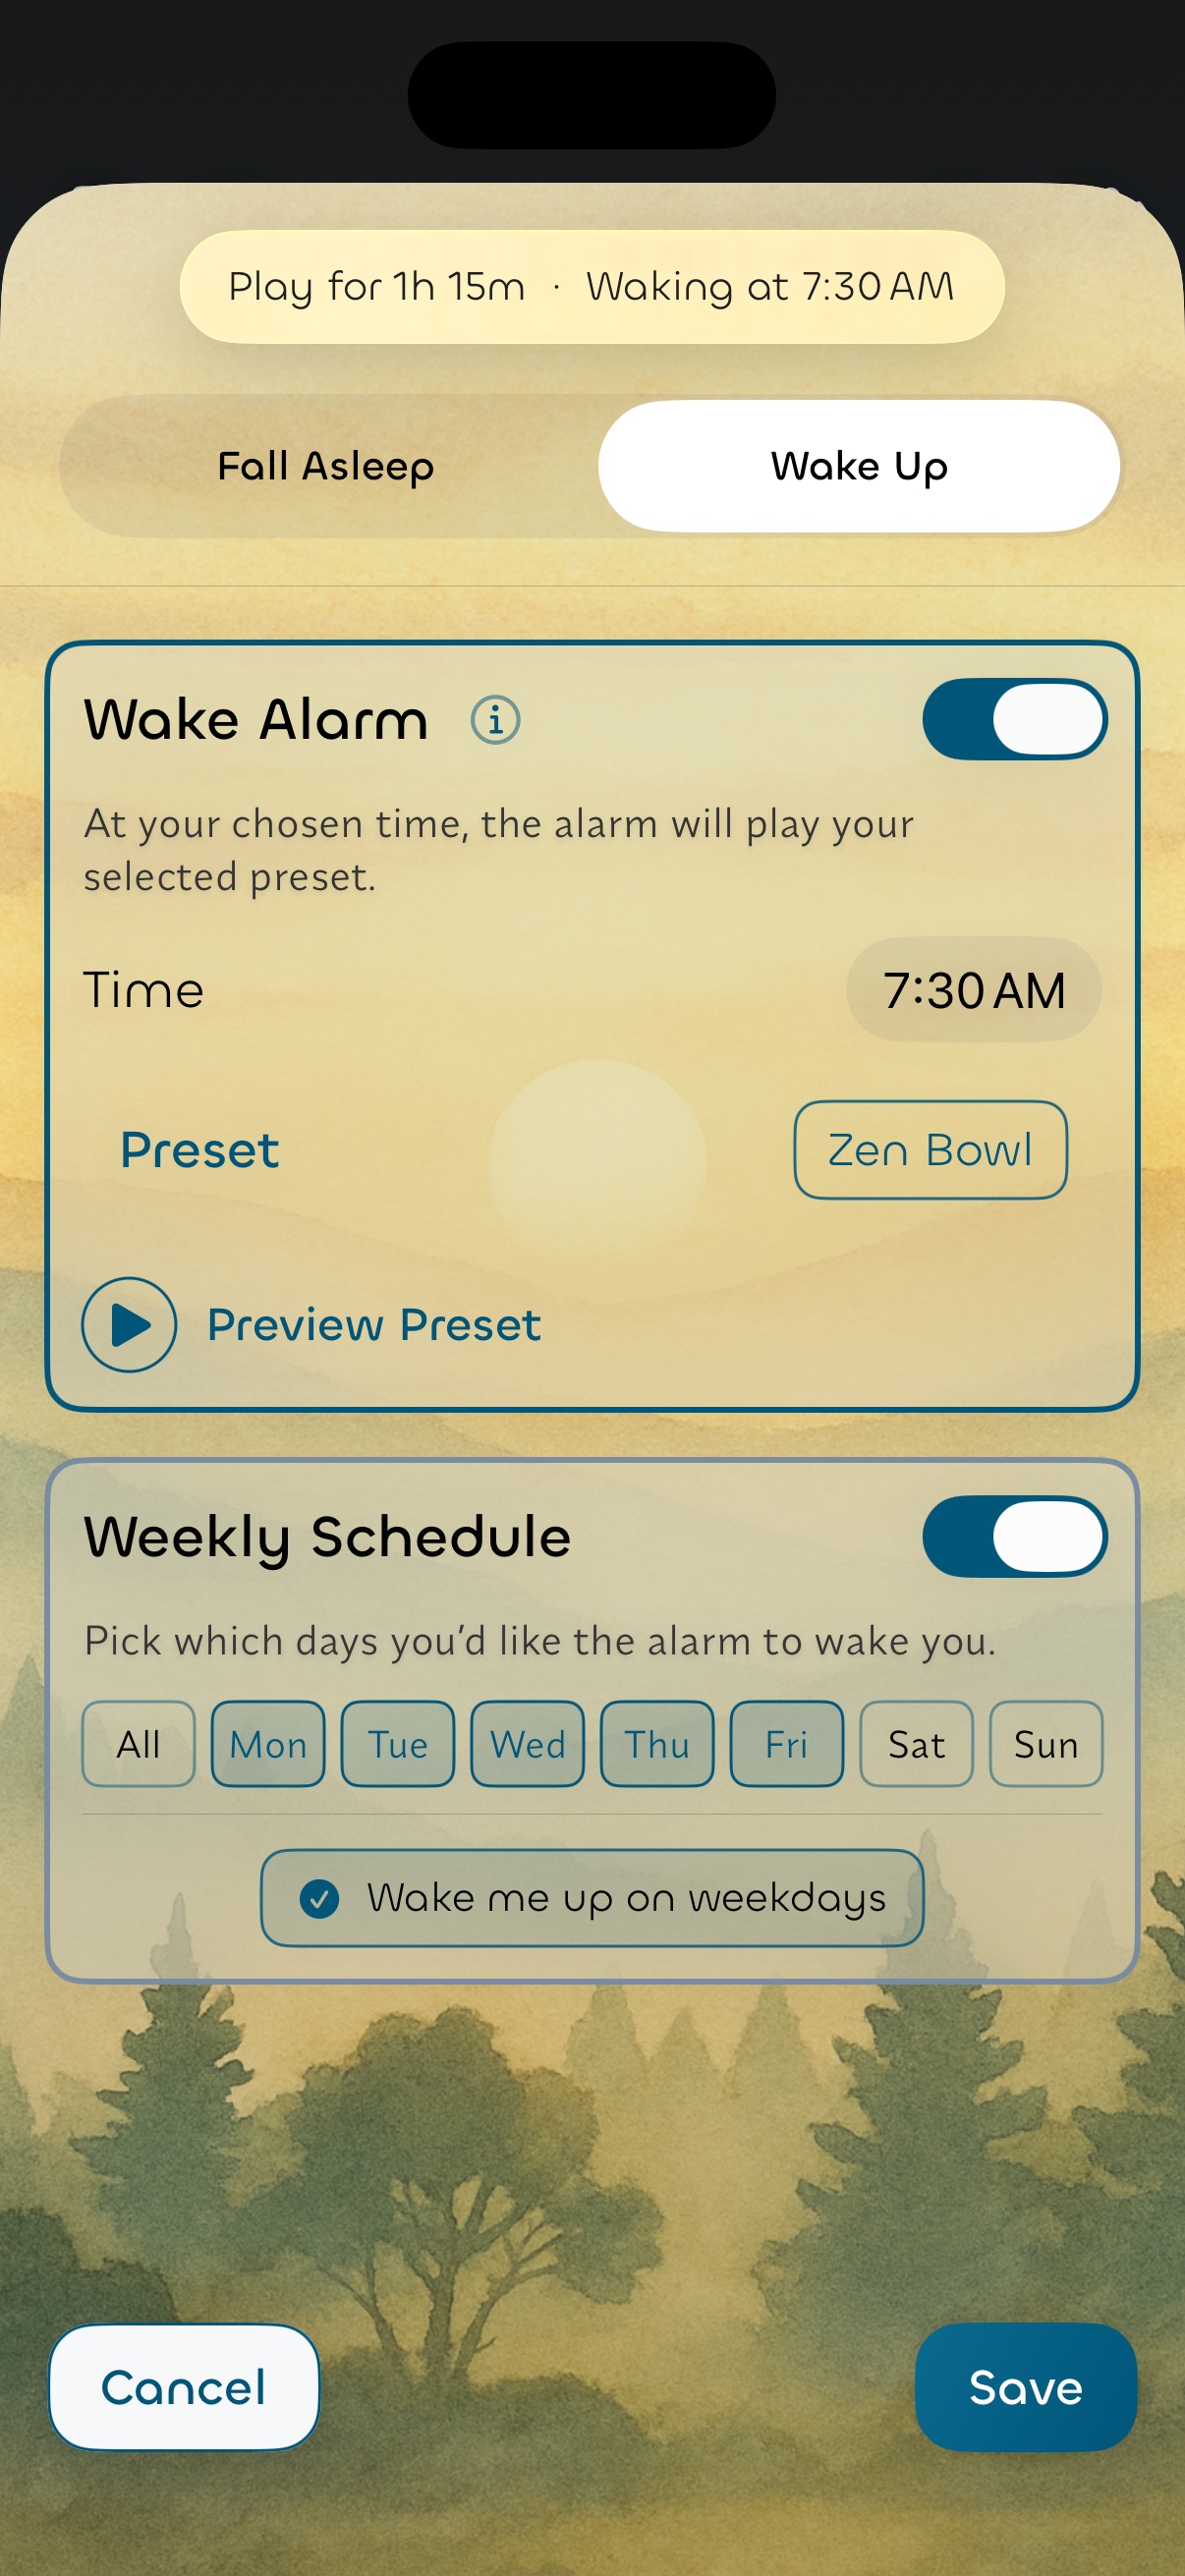 Play for 1h 15m · Waking at 7:30 AM
Fall Asleep
Wake Up
Wake Alarm
At your chosen time, the alarm will play your
selected preset.
Time
7:30 AM
Preset
Zen Bowl
Preview Preset
Weekly Schedule
Pick which days you’d like the alarm to wake you.
All Mon Tue Wed Thu Fri Sat Sun
Wake me up on weekdays
Cancel
Save